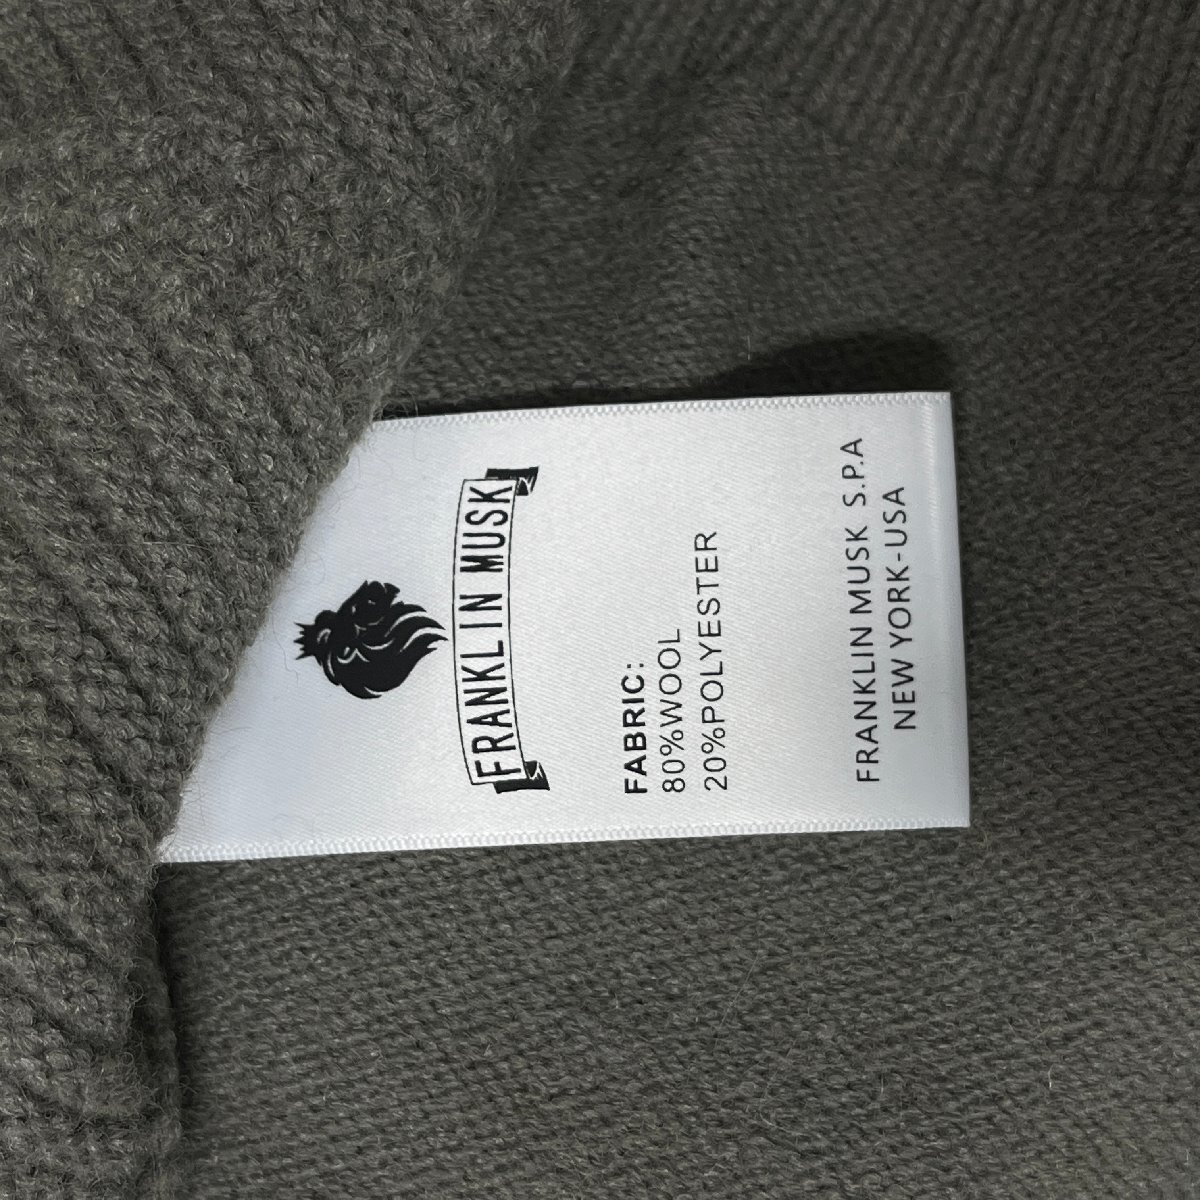 FRANKLIN MUSK
FABRIC:
80%WOOL
20%POLYESTER
FRANKLIN MUSK S.P.A
NEW YORK-USA